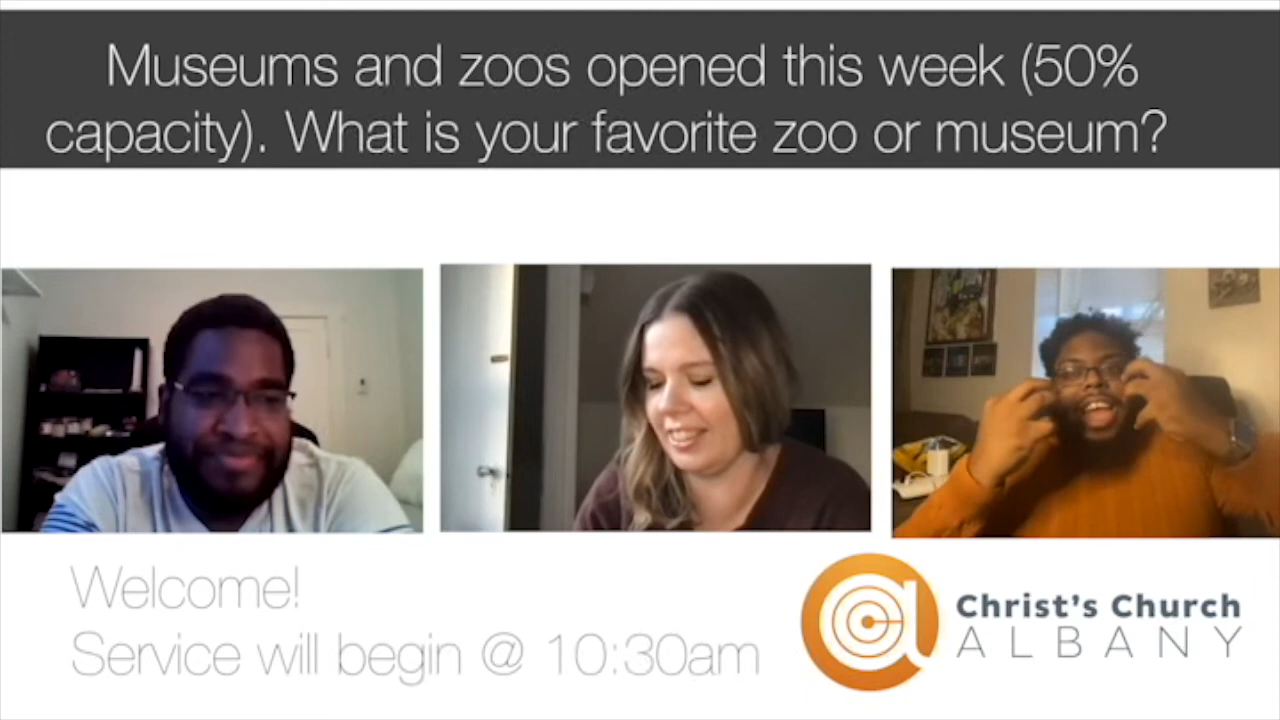 Museums and zoos opened this week (50%
capacity). What is your favorite zoo or museum?
Welcome!
Service will begin @ 10:30am
Christ's Church
ALBANY